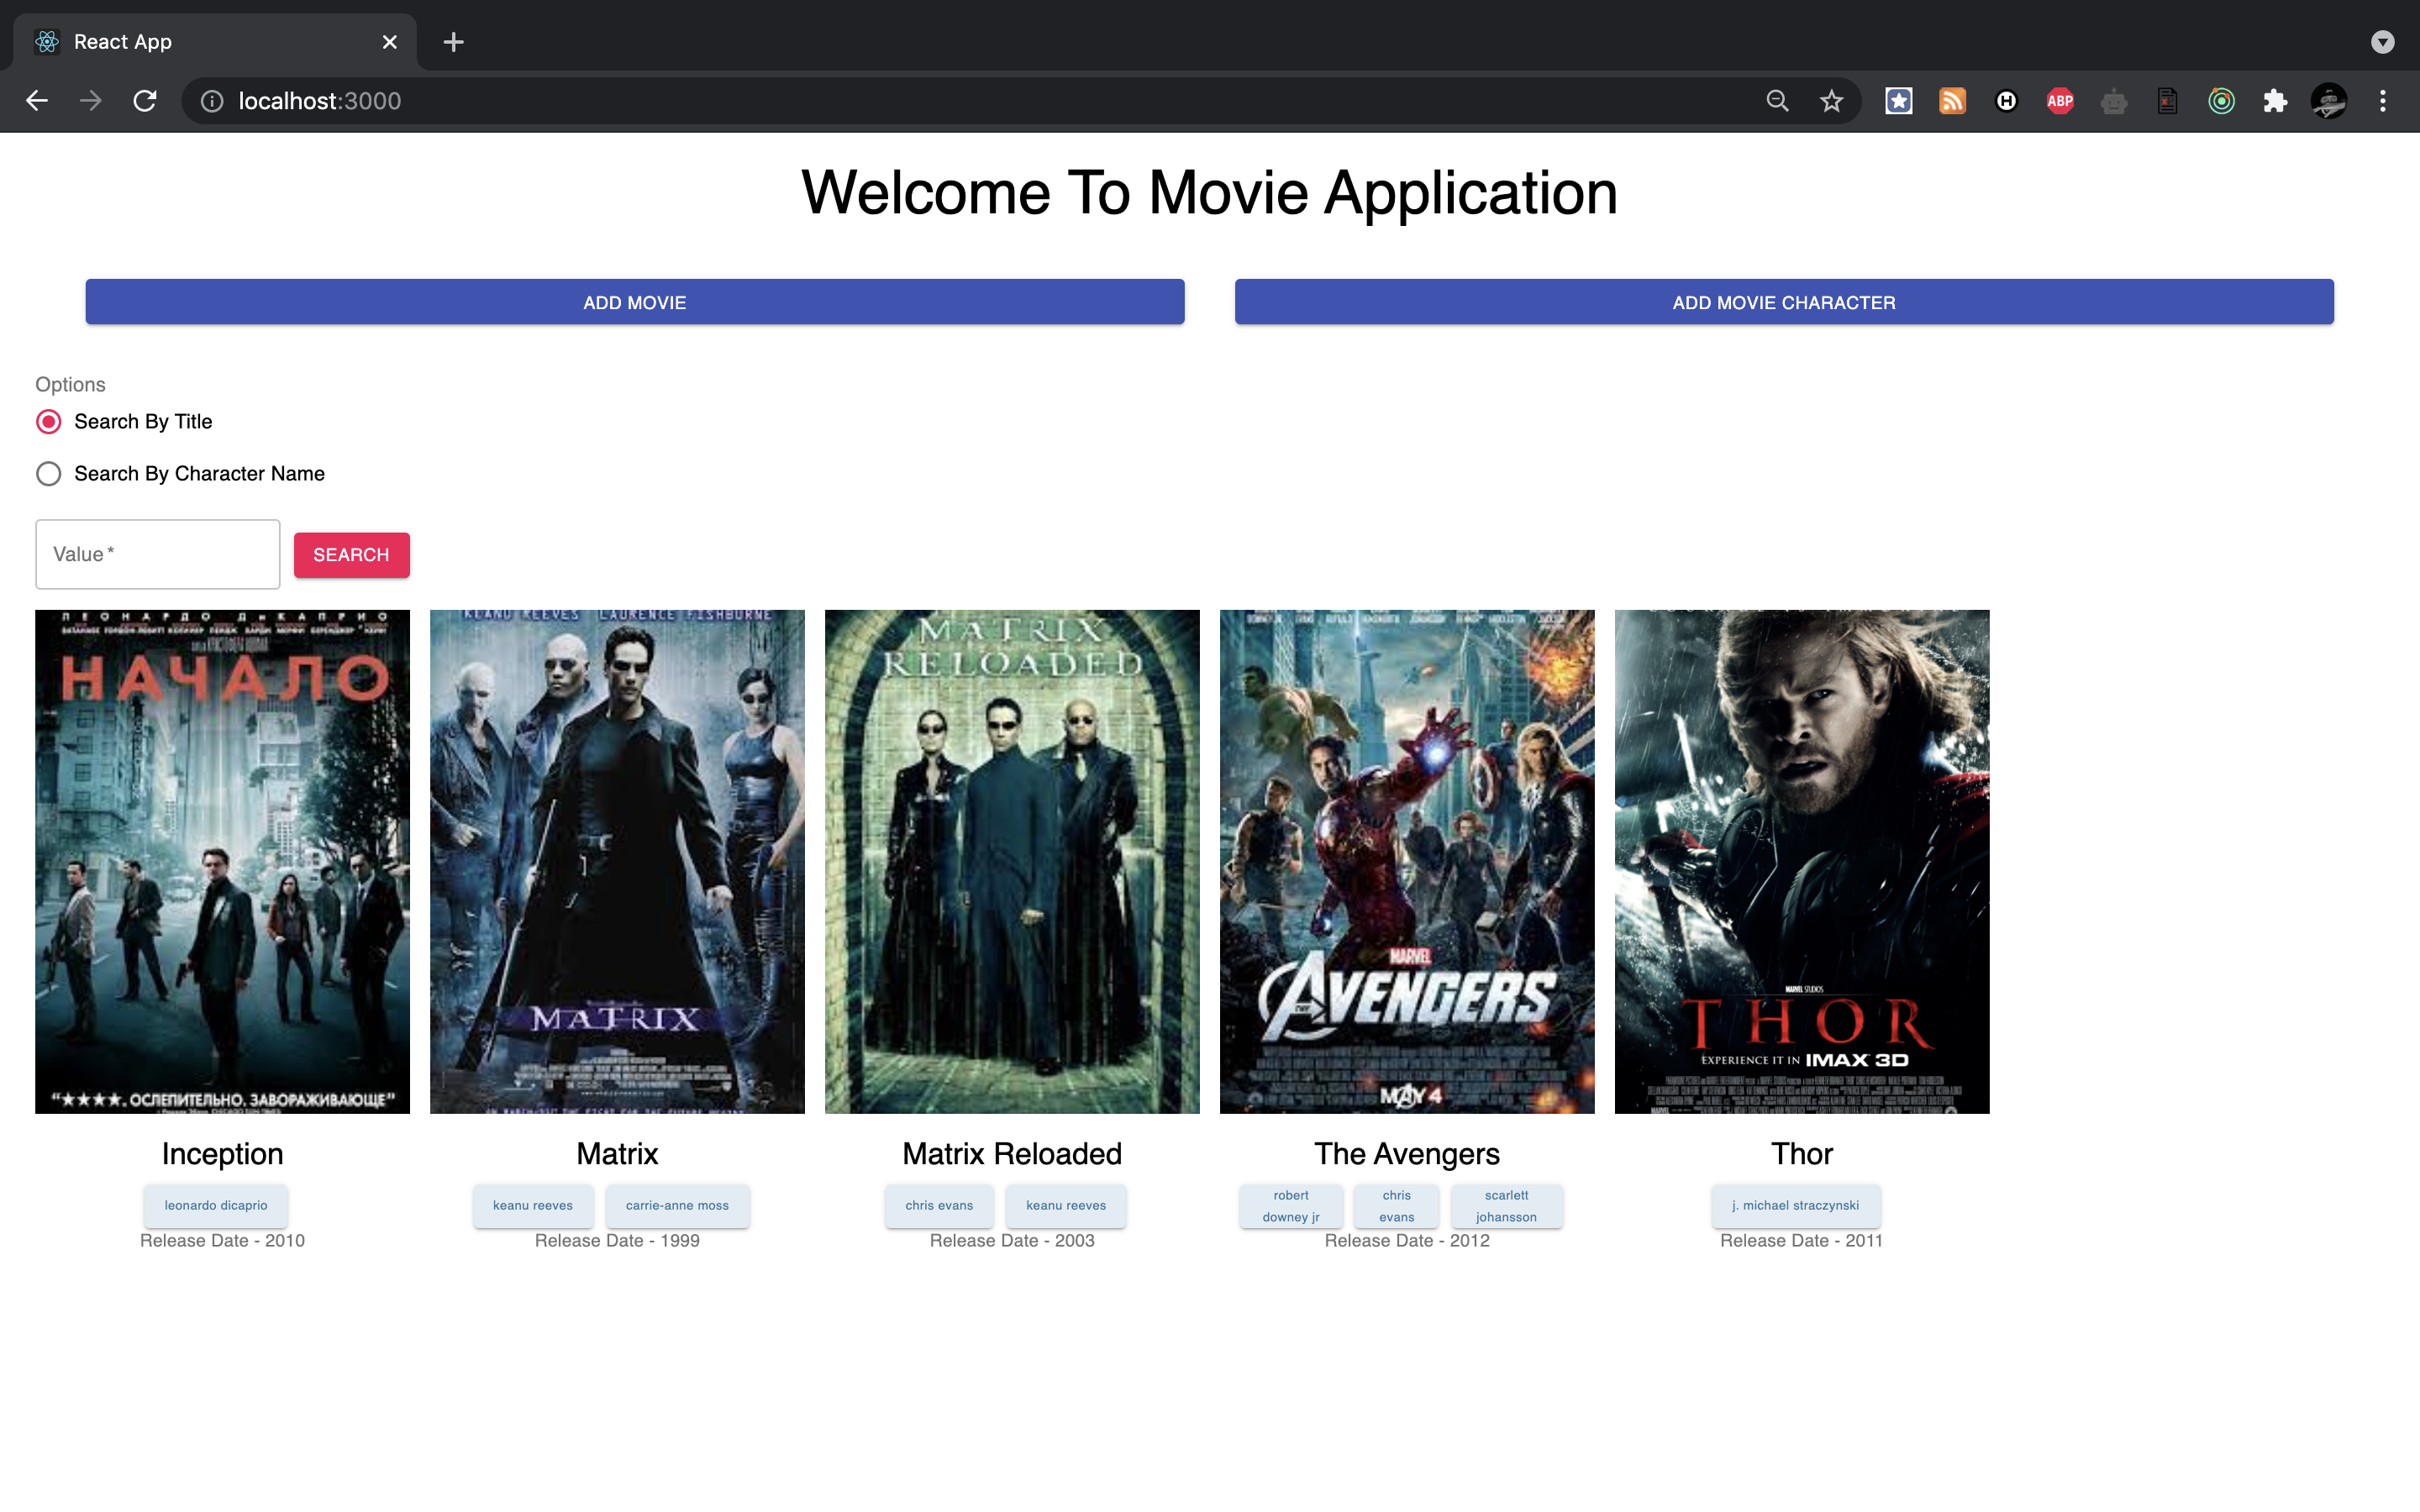 React App
localhost:3000
ABP
Welcome To Movie Application
ADD MOVIE
ADD MOVIE CHARACTER
Options
Search By Title
Search By Character Name
Value *
SEARCH
ЛЕОНАРДО ДиКАПРИО
НАЧАЛО
"★★★★. ОСЛЕПИТЕЛЬНО. ЗАВОРАЖИВАЮЩЕ"
KEANU REEVES LAURENCE FISHBURNE
MATRIX
MATRIX
RELOADED
MARVEL
AVENGERS
MAY 4
MARVEL STUDIOS
THOR
EXPERIENCE IT IN IMAX 3D
Inception
leonardo dicaprio
Release Date - 2010
Matrix
keanu reeves
carrie-anne moss
Release Date - 1999
Matrix Reloaded
chris evans
keanu reeves
Release Date - 2003
The Avengers
robert
downey jr
chris
evans
scarlett
johansson
Release Date - 2012
Thor
j. michael straczynski
Release Date - 2011